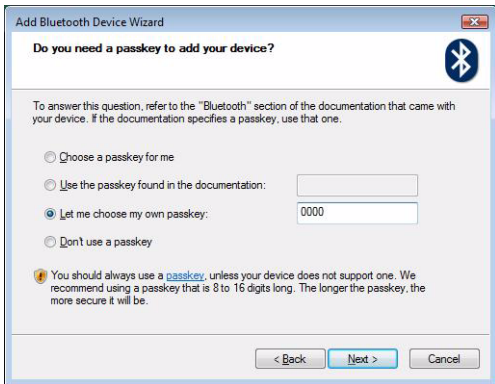 Add Bluetooth Device Wizard
Do you need a passkey to add your device?
To answer this question, refer to the "Bluetooth" section of the documentation that came with
your device. If the documentation specifies a passkey, use that one.
Choose a passkey for me
Use the passkey found in the documentation:
Let me choose my own passkey:
0000
Don't use a passkey
You should always use a passkey, unless your device does not support one. We
recommend using a passkey that is 8 to 16 digits long. The longer the passkey, the
more secure it will be.
< Back
Next >
Cancel